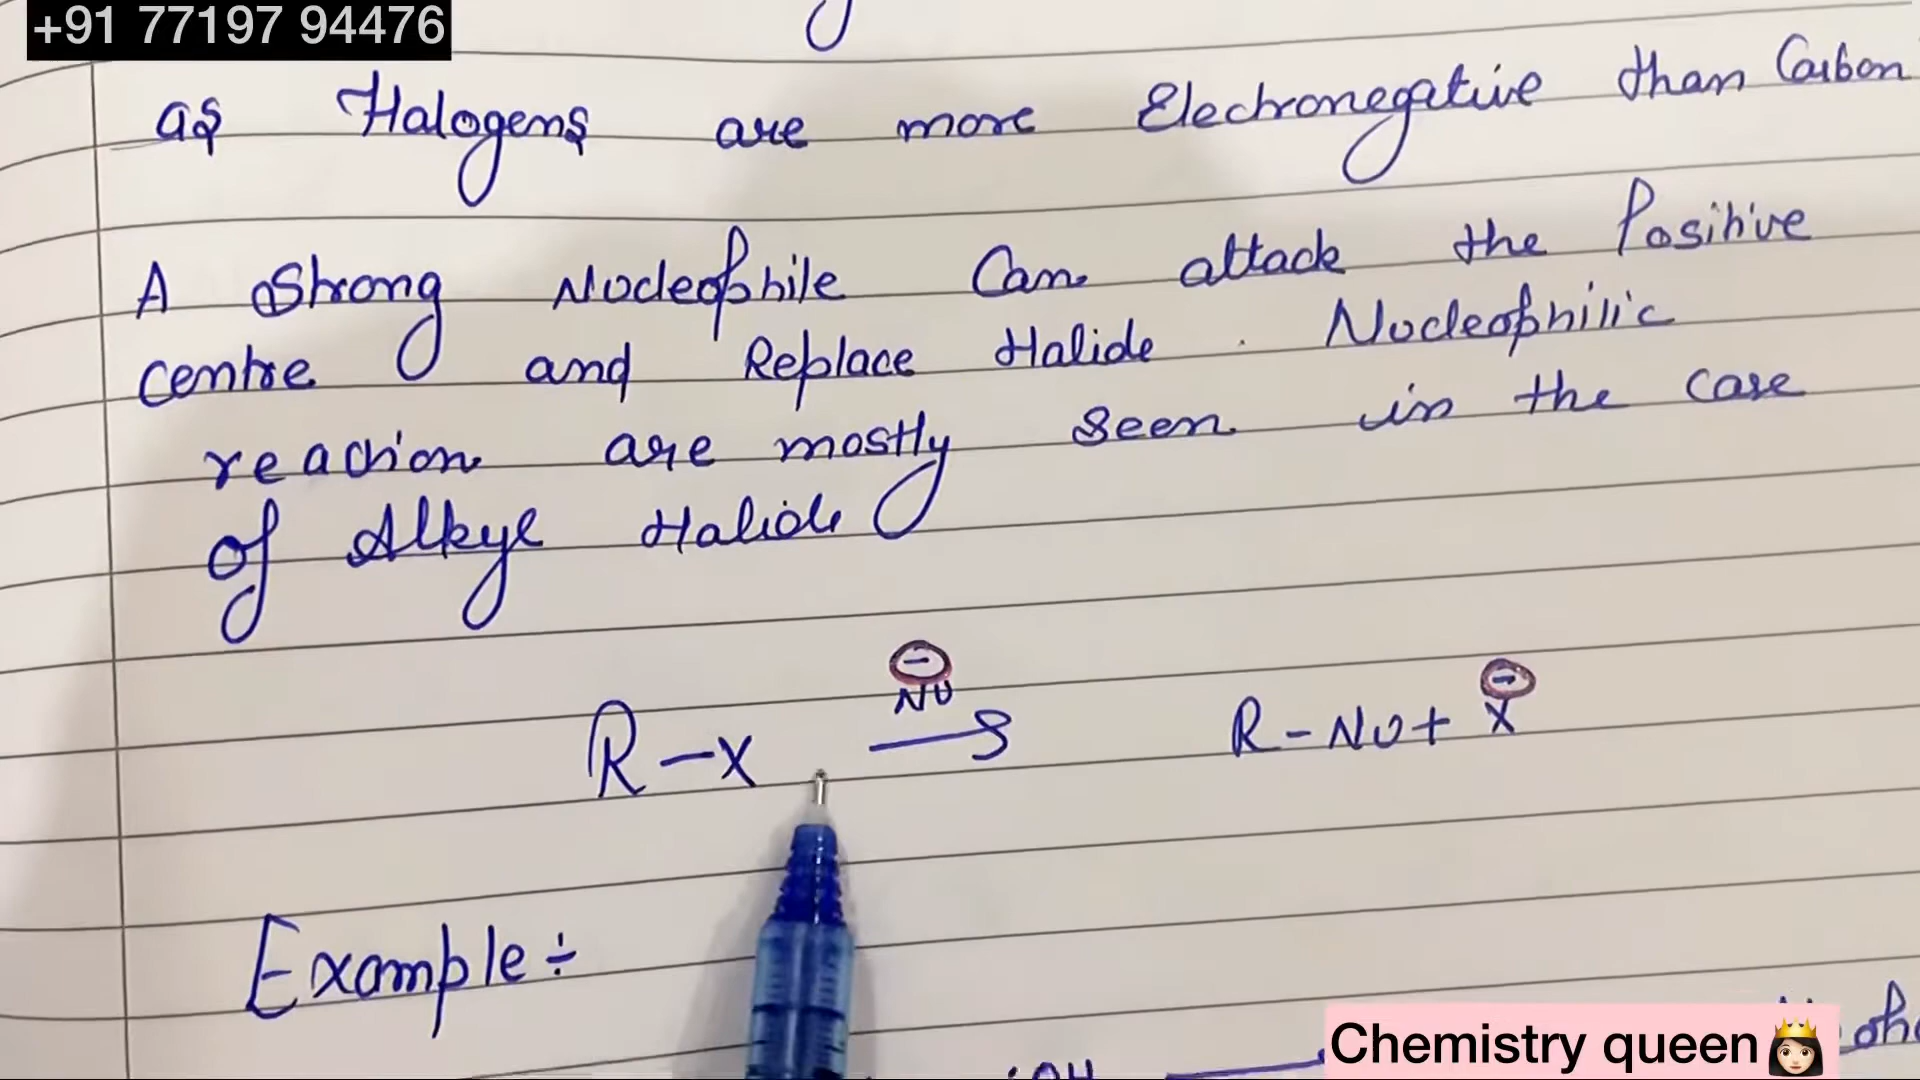 +91 77197 94476
as Halogens are more Electronegative than Carbon
A Strong Nucleophile Can attack the Positive
centre and Replace Halide . Nucleophilic
reaction are mostly seen in the case
of Alkyl Halide
⊖ ⊖
R-X Nu → R-Nu + X
Example ÷
Chemistry queen👸🏻